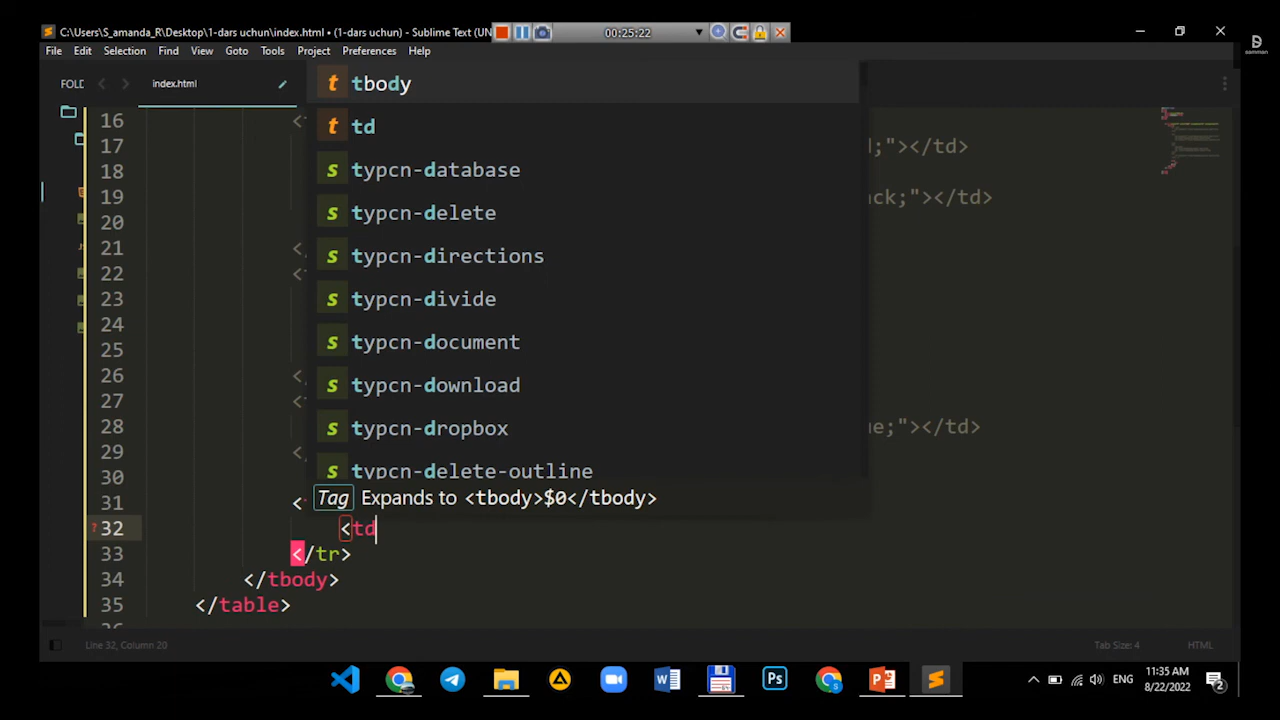 C:\Users\S_amanda_R\Desktop\1-dars uchun\index.html • (1-dars uchun) - Sublime Text (UN
00:25:22
File Edit Selection Find View Goto Tools Project Preferences Help
zamman
FOLD
index.html
tbody
td
typcn-database
typcn-delete
typcn-directions
typcn-divide
typcn-document
typcn-download
typcn-dropbox
typcn-delete-outline
Tag Expands to <tbody>$0</tbody>
16 <
17 ;"></td>
18
19 ck;"></td>
20
21 <
22 <
23
24
25
26 <
27 <
28 e;"></td>
29 <
30
31 <
32 <td
33 </tr>
34 </tbody>
35 </table>
Line 32, Column 20
Tab Size: 4
HTML
ENG
11:35 AM
8/22/2022
2